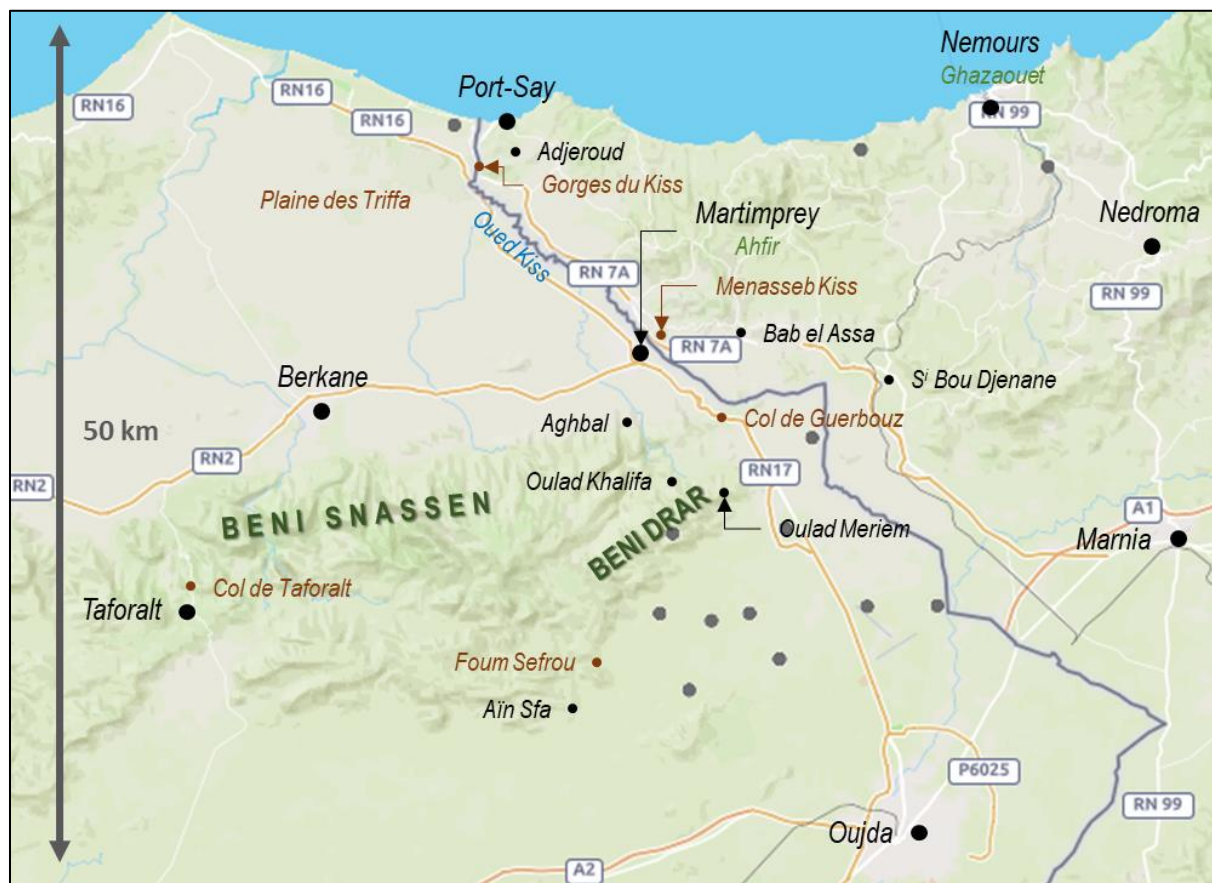 Nemours
Ghazaouet
Port-Say
RN16
RN16
RN16
RN 99
Adjeroud
Gorges du Kiss
Plaine des Triffa
Martimprey
Ahfir
Nedroma
Oued Kiss
RN 7A
Menasseb Kiss
RN 99
Bab el Assa
RN 7A
Berkane
Sⁱ Bou Djenane
50 km
Aghbal
Col de Guerbouz
RN2
RN2
RN17
Oulad Khalifa
BENI SNASSEN
A1
BENI DRAR
Oulad Meriem
Marnia
Col de Taforalt
Taforalt
Foum Sefrou
Aïn Sfa
P6025
RN 99
Oujda
A2